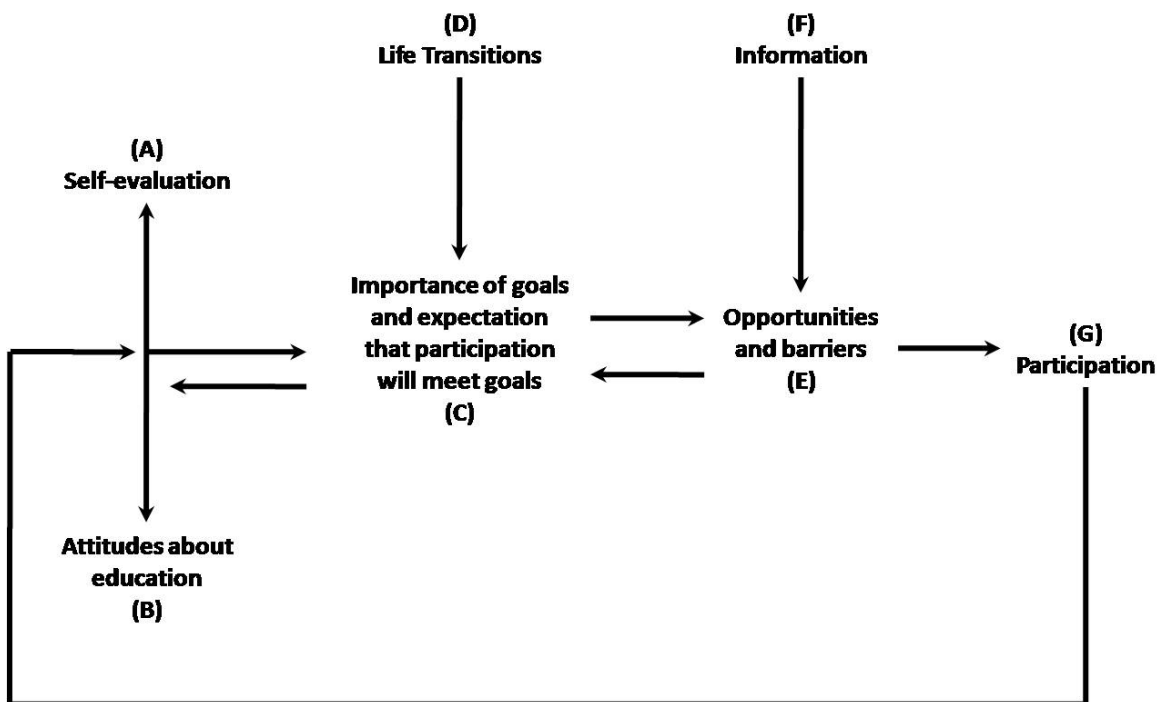 (D)
Life Transitions
(F)
Information
(A)
Self-evaluation
Importance of goals
and expectation
that participation
will meet goals
(C)
Opportunities
and barriers
(E)
(G)
Participation
Attitudes about
education
(B)